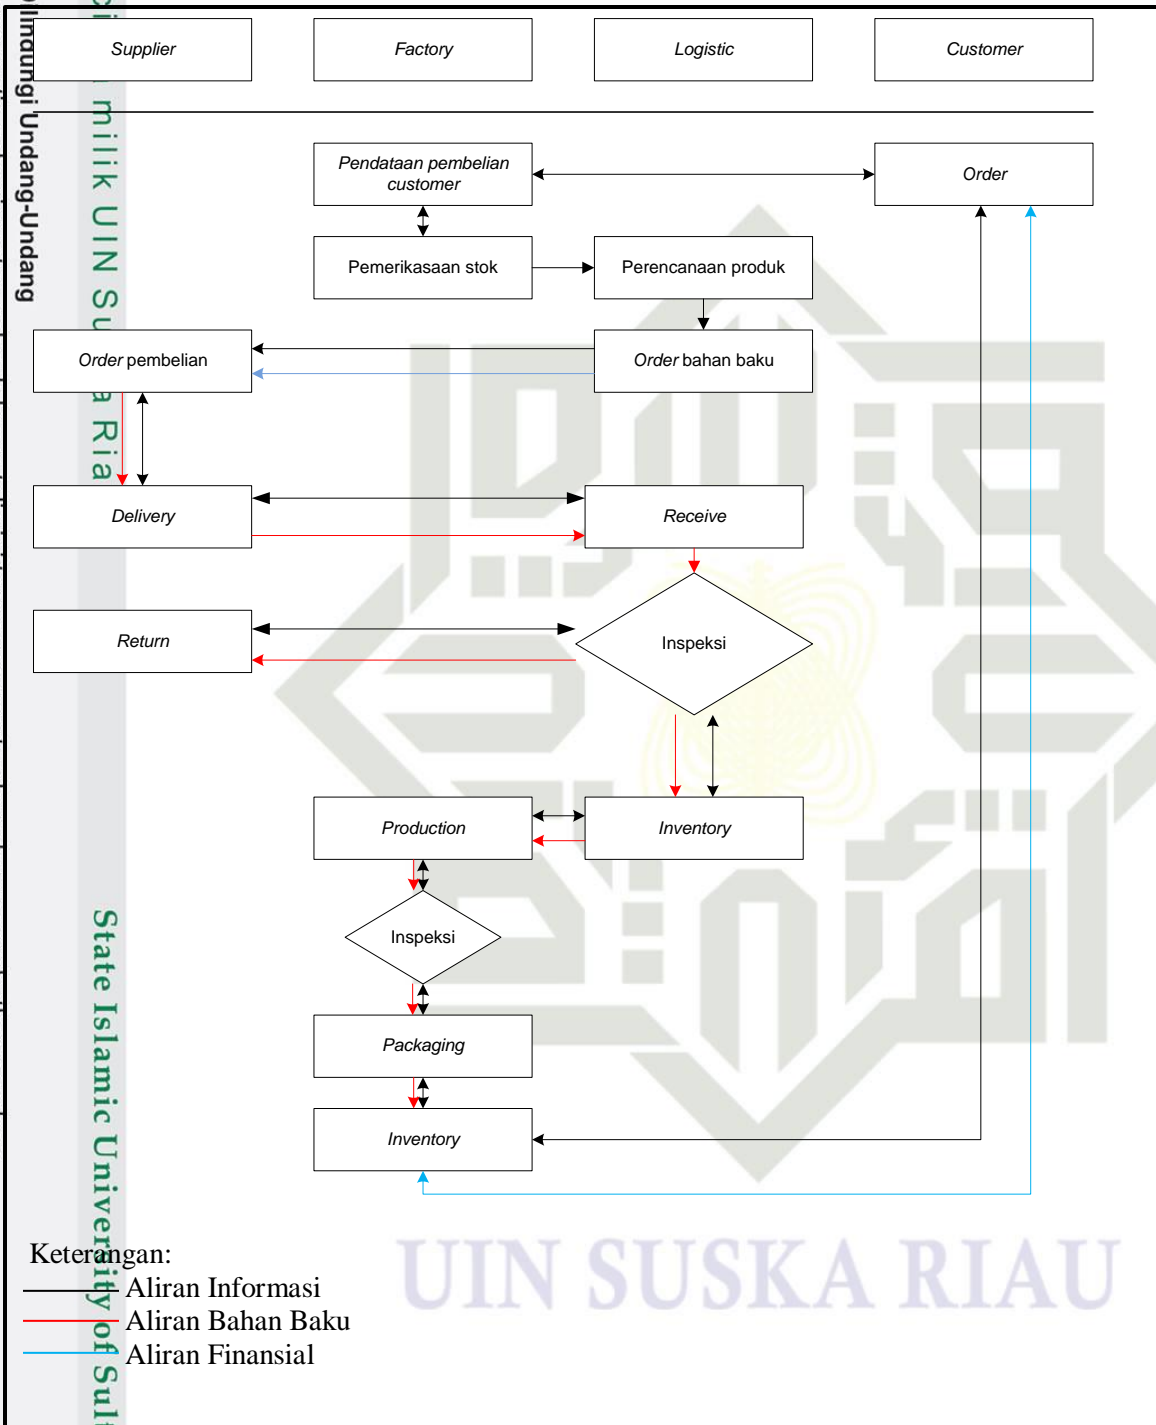 Supplier
Factory
Logistic
Customer
Pendataan pembelian
customer
Order
Pemerikasaan stok
Perencanaan produk
Order pembelian
Order bahan baku
Delivery
Receive
Return
Inspeksi
Production
Inventory
Inspeksi
Packaging
Inventory
Keterangan:
Aliran Informasi
Aliran Bahan Baku
Aliran Finansial
UIN SUSKA RIAU
milik UIN Su
a Ria
State Islamic University of Sult
Undang-Undang